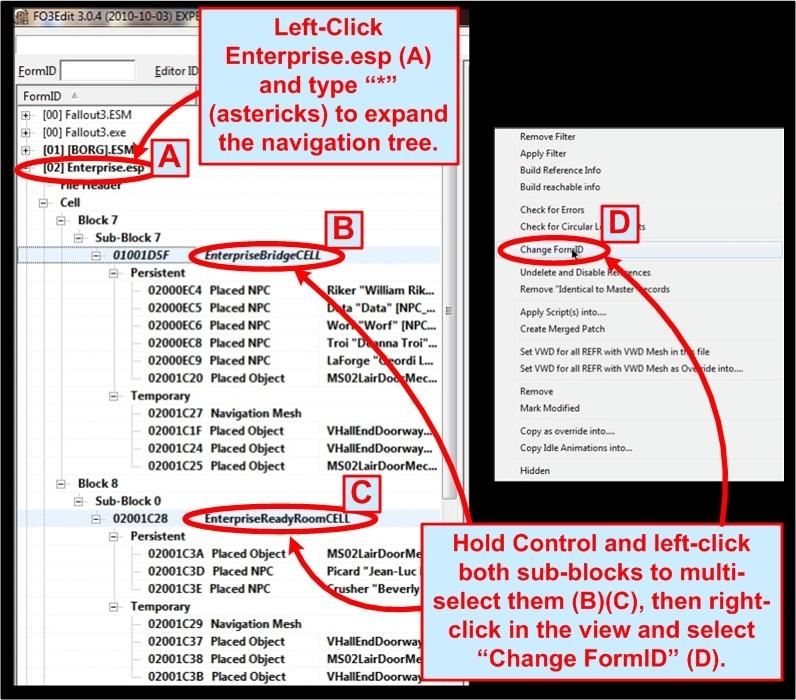 FO3Edit 3.0.4 (2010-10-03) EXPE
FormID
Editor ID
FormID
[00] Fallout3.ESM
[00] Fallout3.exe
[01] [BORG].ESM
[02] Enterprise.esp
File Header
Cell
Block 7
Sub-Block 7
01001D5F EnterpriseBridgeCELL
Persistent
02000EC4 Placed NPC Riker "William Rik...
02000EC5 Placed NPC Data "Data" [NPC_...
02000EC6 Placed NPC Worf "Worf" [NPC...
02000EC8 Placed NPC Troi "Deanna Troi"...
02000EC9 Placed NPC LaForge "Geordi L...
02001C20 Placed Object MS02LairDoorMec...
Temporary
02001C27 Navigation Mesh
02001C1F Placed Object VHallEndDoorway...
02001C24 Placed Object VHallEndDoorway...
02001C25 Placed Object MS02LairDoorMec...
Block 8
Sub-Block 0
02001C28 EnterpriseReadyRoomCELL
Persistent
02001C3A Placed Object MS02LairDoorMe
02001C3D Placed NPC Picard "Jean-Luc
02001C3E Placed NPC Crusher "Beverly
Temporary
02001C29 Navigation Mesh
02001C37 Placed Object VHallEndDoorway
02001C38 Placed Object MS02LairDoorMec
02001C3B Placed Object VHallEndDoorway
Left-Click
Enterprise.esp (A)
and type “*”
(astericks) to expand
the navigation tree.
A
B
C
Remove Filter
Apply Filter
Build Reference Info
Build reachable info
Check for Errors
Check for Circular Le ts
D
Change FormID
Undelete and Disable References
Remove "Identical to Master" records
Apply Script(s) into....
Create Merged Patch
Set VWD for all REFR with VWD Mesh in this file
Set VWD for all REFR with VWD Mesh as Override into....
Remove
Mark Modified
Copy as override into....
Copy Idle Animations into...
Hidden
Hold Control and left-click
both sub-blocks to multi-
select them (B)(C), then right-
click in the view and select
“Change FormID” (D).